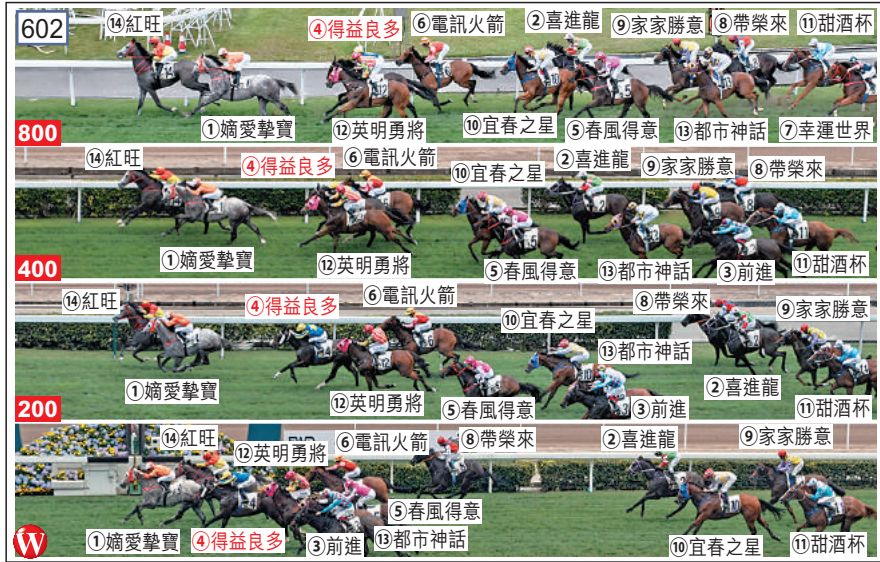 602
⑭紅旺
④得益良多
⑥電訊火箭
②喜進龍
⑨家家勝意
⑧帶榮來
⑪甜酒杯
800
①嫡愛摯寶
⑫英明勇將
⑩宜春之星
⑤春風得意
⑬都市神話
⑦幸運世界
⑭紅旺
④得益良多
⑥電訊火箭
⑩宜春之星
②喜進龍
⑨家家勝意
⑧帶榮來
400
①嫡愛摯寶
⑫英明勇將
⑤春風得意
⑬都市神話
③前進
⑪甜酒杯
⑭紅旺
④得益良多
⑥電訊火箭
⑩宜春之星
⑬都市神話
⑧帶榮來
⑨家家勝意
200
①嫡愛摯寶
⑫英明勇將
⑤春風得意
③前進
②喜進龍
⑪甜酒杯
⑭紅旺
⑫英明勇將
⑥電訊火箭
⑧帶榮來
②喜進龍
⑨家家勝意
W
①嫡愛摯寶
④得益良多
③前進
⑬都市神話
⑤春風得意
⑩宜春之星
⑪甜酒杯